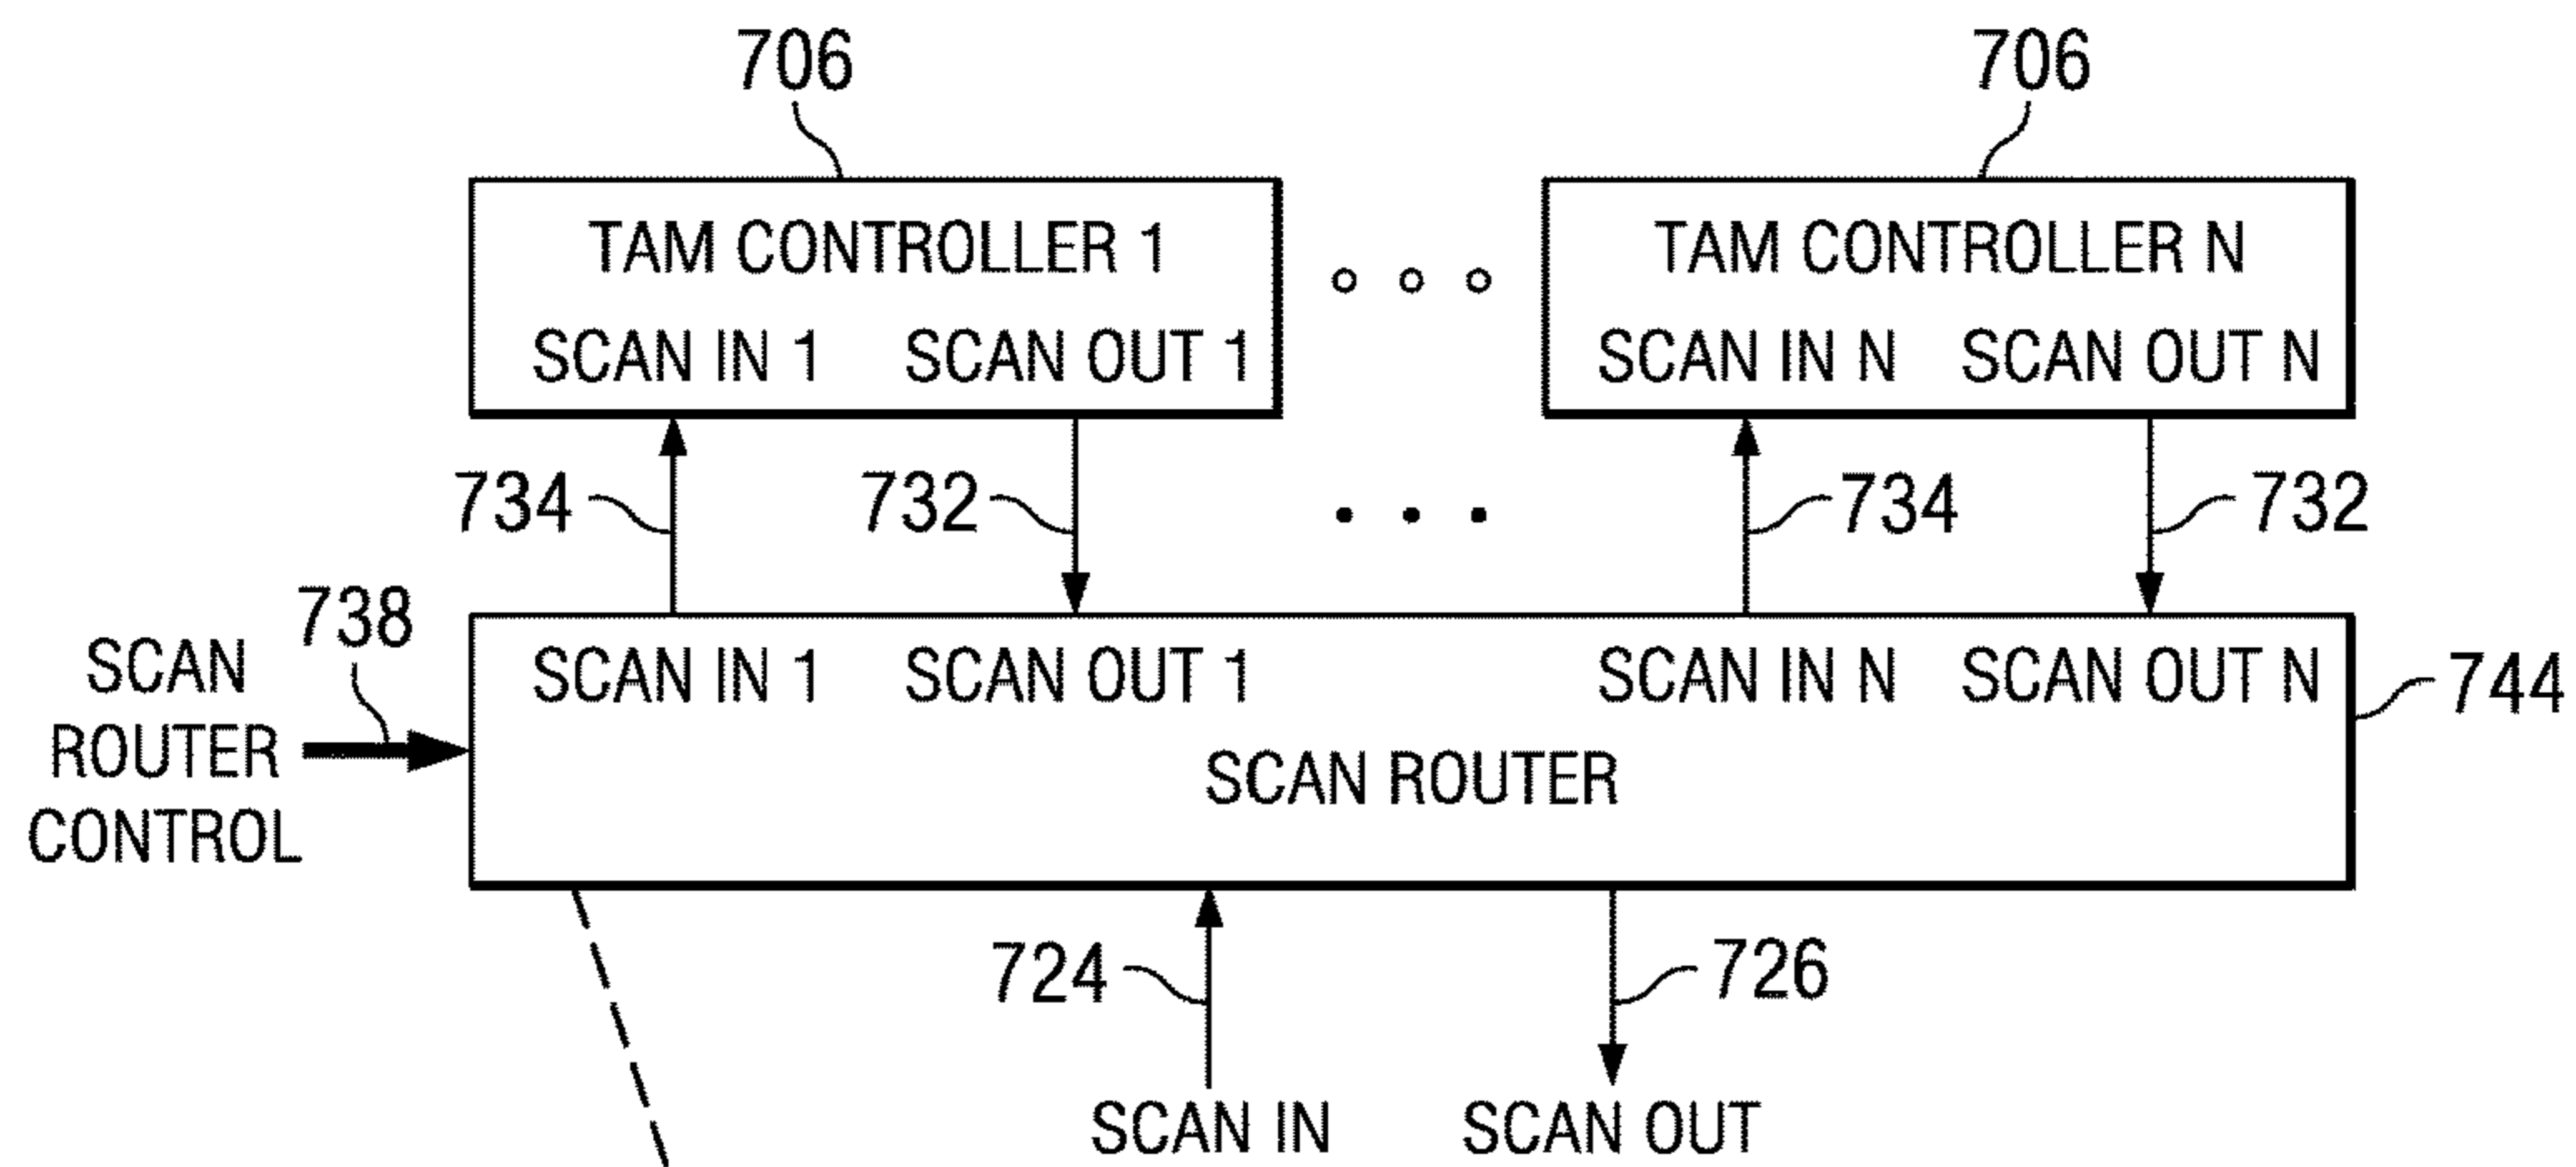 706
706
TAM CONTROLLER 1
SCAN IN 1 SCAN OUT 1
TAM CONTROLLER N
SCAN IN N SCAN OUT N
734
732
734
732
738
SCAN
ROUTER
CONTROL
SCAN IN 1 SCAN OUT 1 SCAN IN N SCAN OUT N
SCAN ROUTER
744
724
726
SCAN IN
SCAN OUT